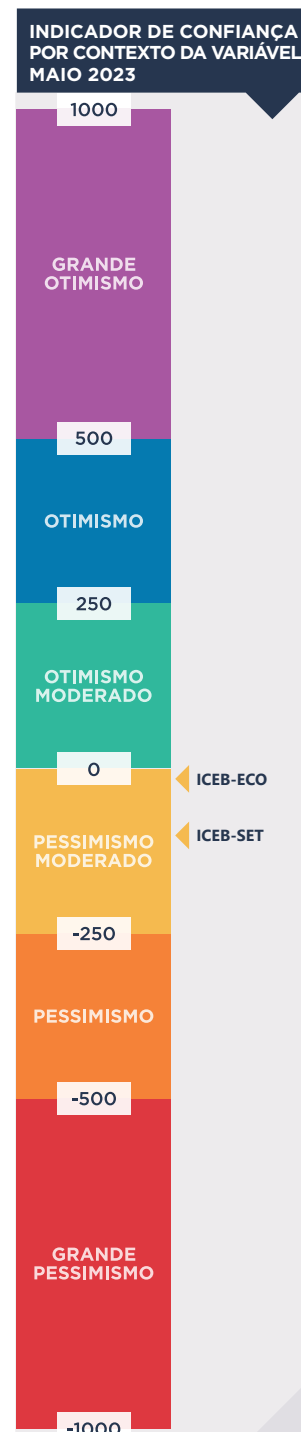 INDICADOR DE CONFIANÇA
POR CONTEXTO DA VARIÁVEL
MAIO 2023
1000
GRANDE
OTIMISMO
500
OTIMISMO
250
OTIMISMO
MODERADO
0
ICEB-ECO
ICEB-SET
PESSIMISMO
MODERADO
-250
PESSIMISMO
-500
GRANDE
PESSIMISMO
-1000